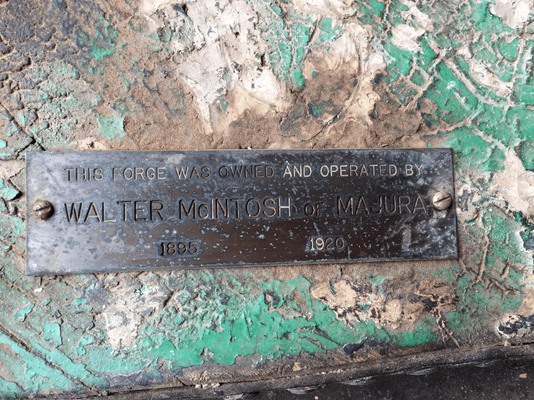 THIS FORGE WAS OWNED AND OPERATED BY
WALTER McINTOSH OF MAJURA
1895 1920